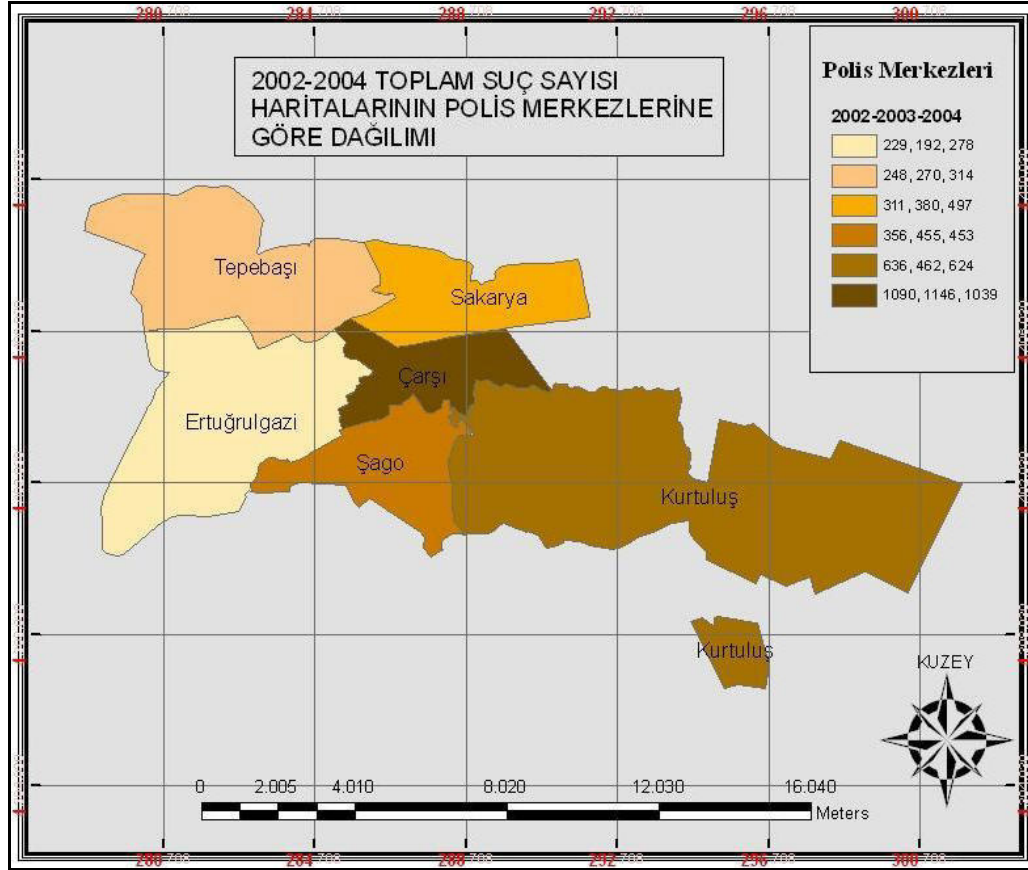 280 284 288 292 296 300
2002-2004 TOPLAM SUÇ SAYISI
HARİTALARININ POLİS MERKEZLERİNE
GÖRE DAĞILIMI
Polis Merkezleri
2002-2003-2004
229, 192, 278
248, 270, 314
311, 380, 497
356, 455, 453
636, 462, 624
1090, 1146, 1039
Tepebaşı
Sakarya
Çarşı
Ertuğrulgazi
Şago
Kurtuluş
Kurtuluş
KUZEY
0 2.005 4.010 8.020 12.030 16.040
Meters
280 284 288 292 296 300